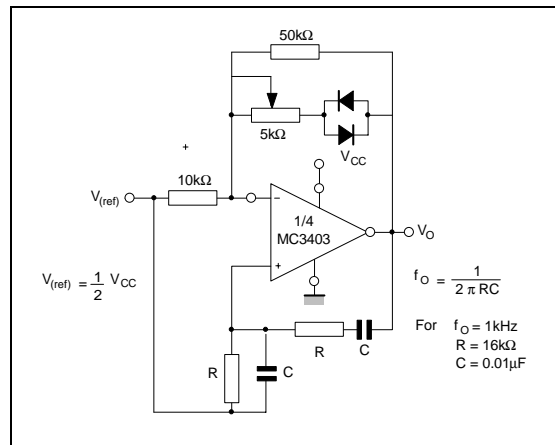 50kΩ
5kΩ
VCC
+
10kΩ
V(ref)
−
1/4
MC3403
+
VO
V(ref) = 1/2 VCC
fO = 1 / 2 π RC
For fO = 1kHz
R = 16kΩ
C = 0.01µF
R
C
R
C